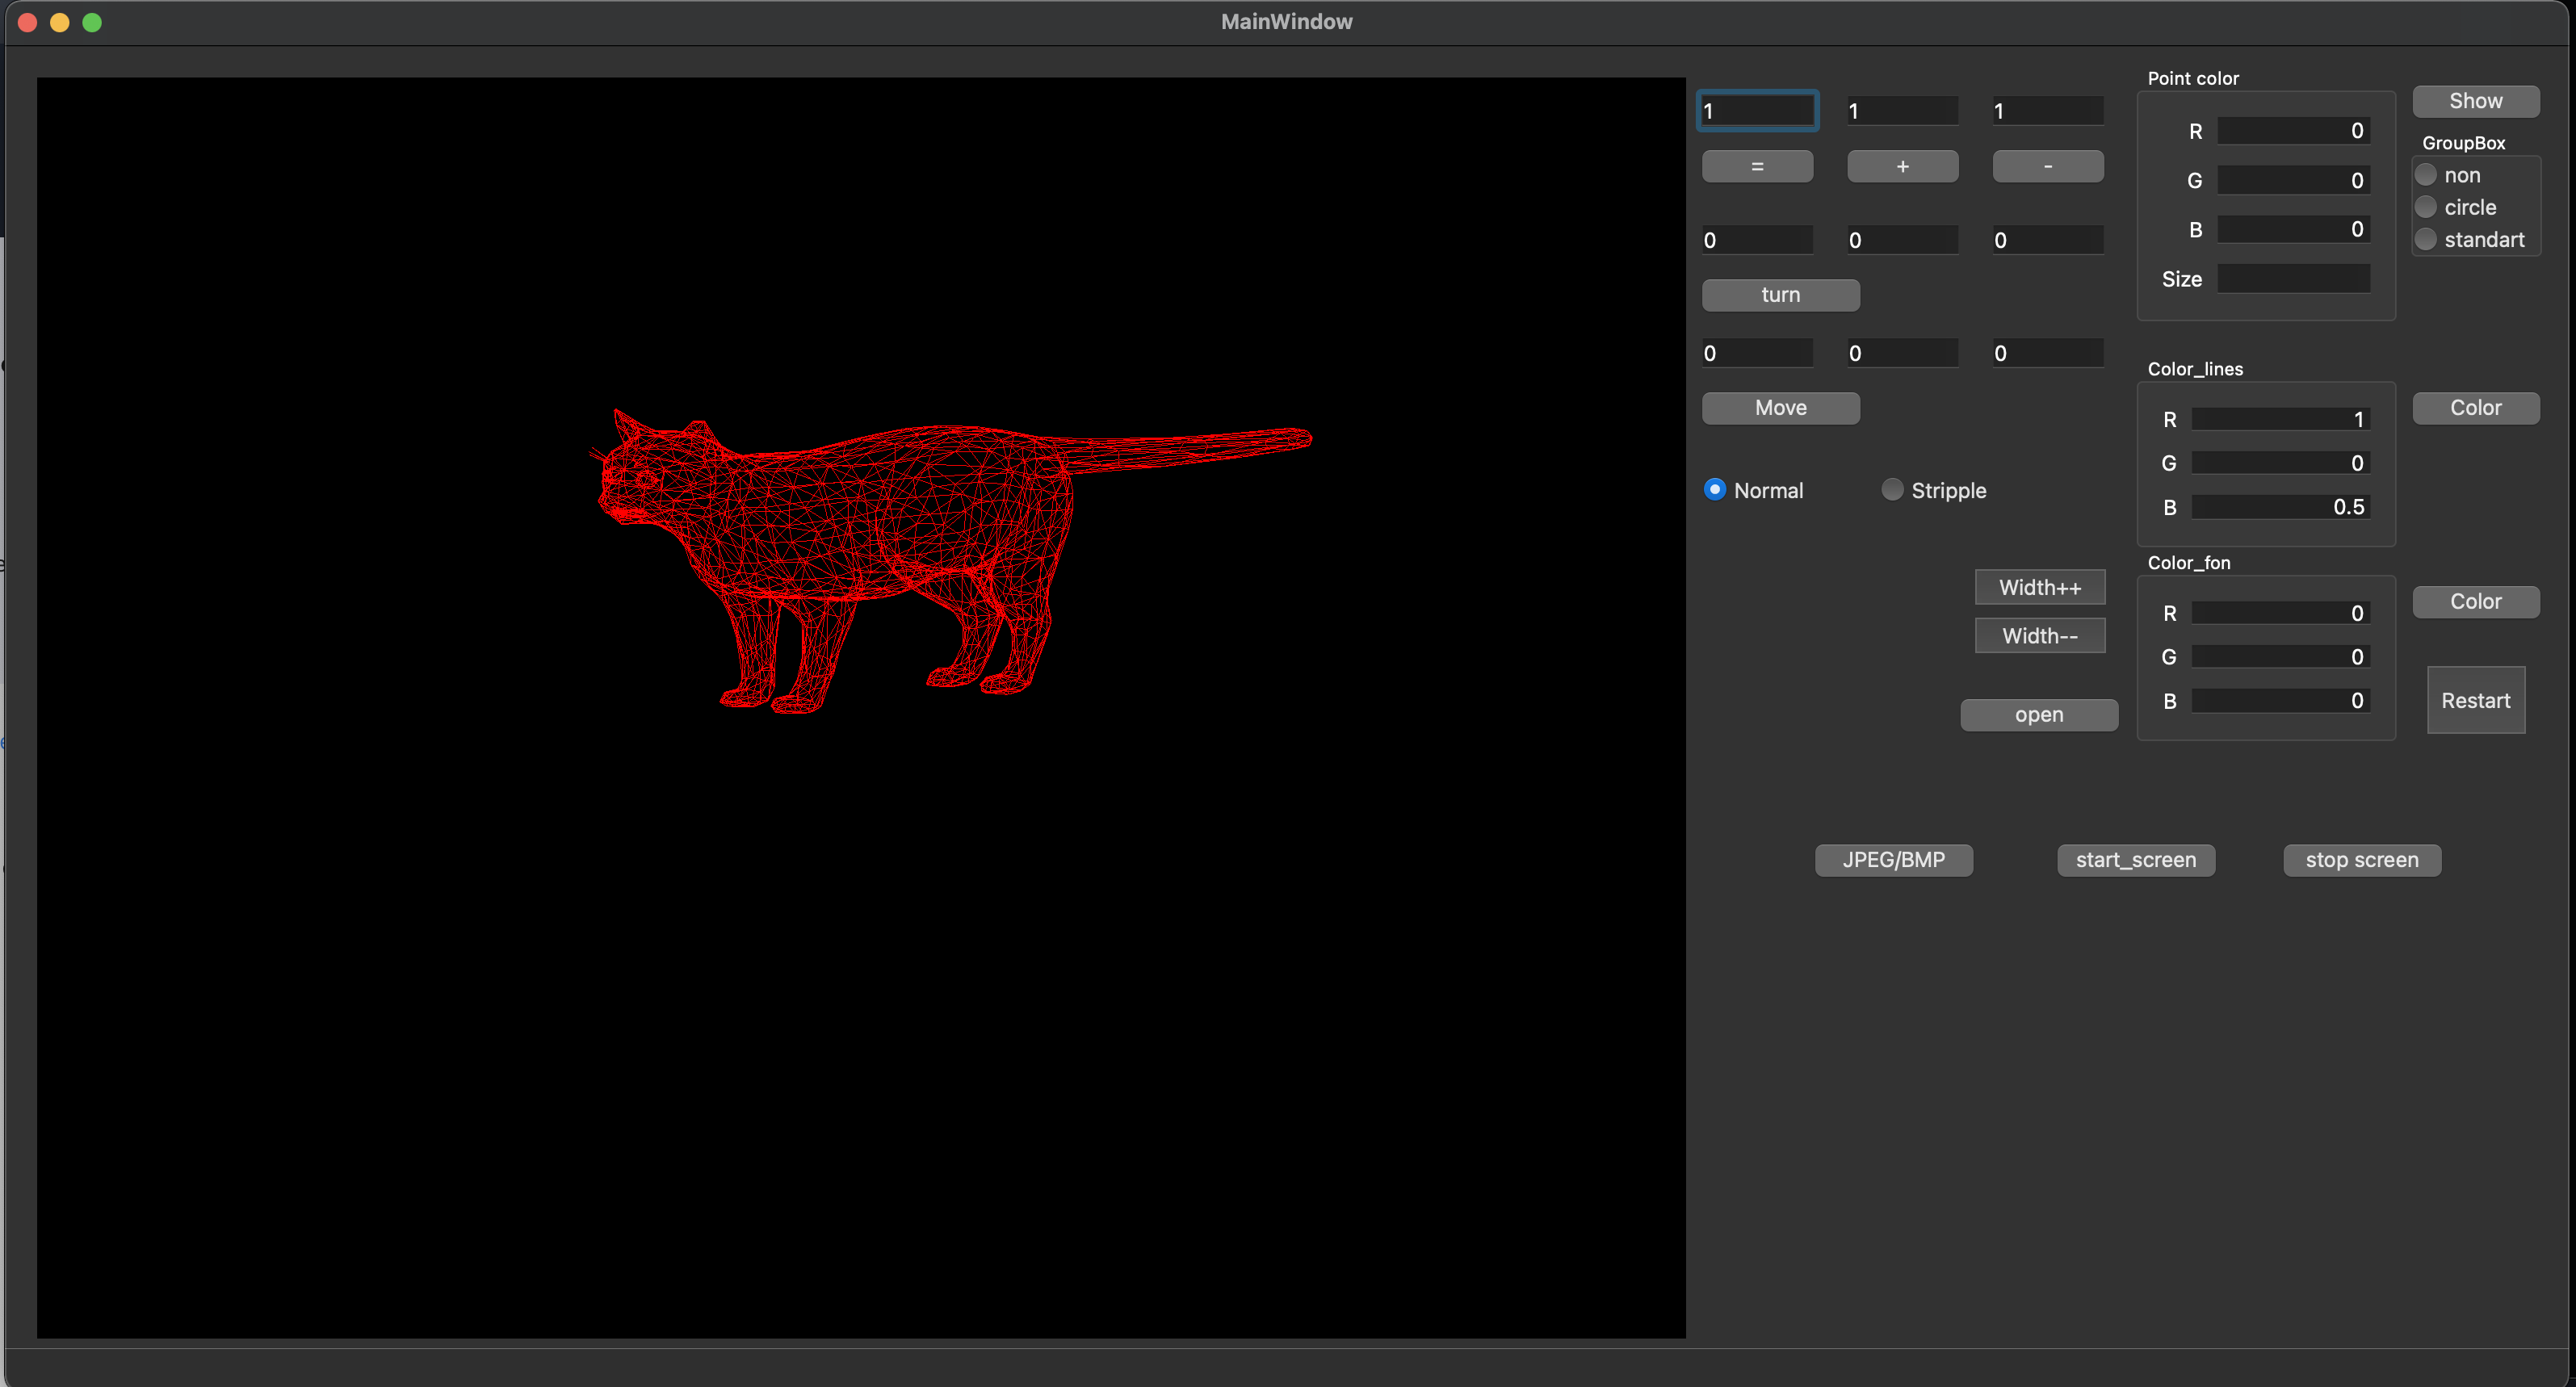 MainWindow
1 1 1
= + -
0 0 0
turn
0 0 0
Move
Normal Stripple
Width++
Width--
open
Point color
R 0
G 0
B 0
Size
Show
GroupBox
non
circle
standart
Color_lines
R 1
G 0
B 0.5
Color
Color_fon
R 0
G 0
B 0
Color
Restart
JPEG/BMP start_screen stop screen